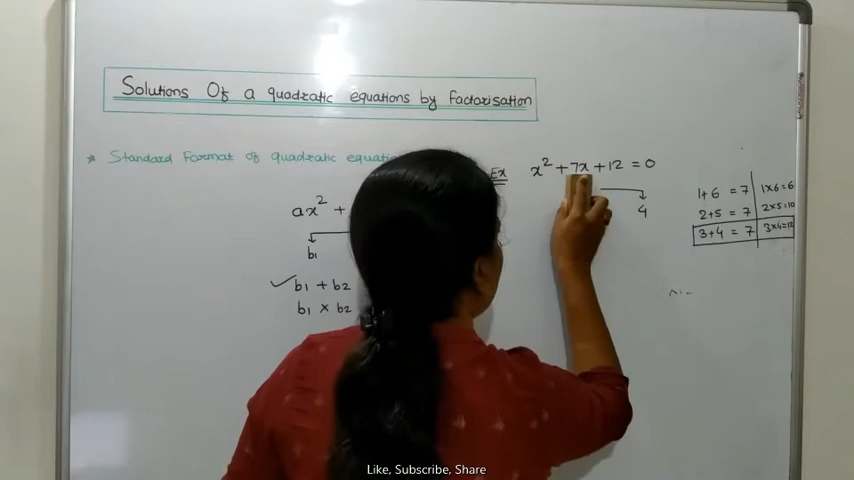 Solutions Of a quadratic equations by factorisation
* Standard Format of quadratic
Ex x² + 7x + 12 = 0
ax² +
4
b1
b1 + b2
b1 × b2
1+6 = 7 1×6=6
2+5 = 7 2×5=10
3+4 = 7 3×4=12
Like, Subscribe, Share